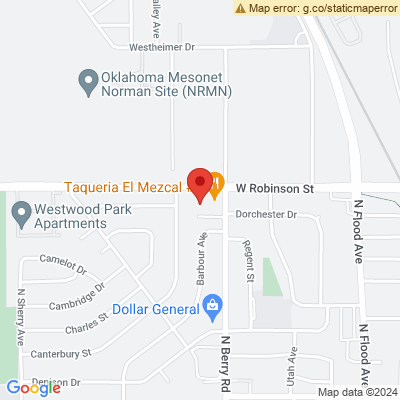 Map error: g.co/staticmaperror
ailey Ave
Westheimer Dr
Oklahoma Mesonet
Norman Site (NRMN)
Taqueria El Mezcal #
W Robinson St
Westwood Park
Apartments
Dorchester Dr
N Flood Ave
Camelot Dr
Barbour Ave
Regent St
Cambridge Dr
N Sherry Ave
Charles St
Dollar General
N Berry Rd
N Flood Ave
Canterbury St
Utah Ave
Denison Dr
Google
Map data ©2024